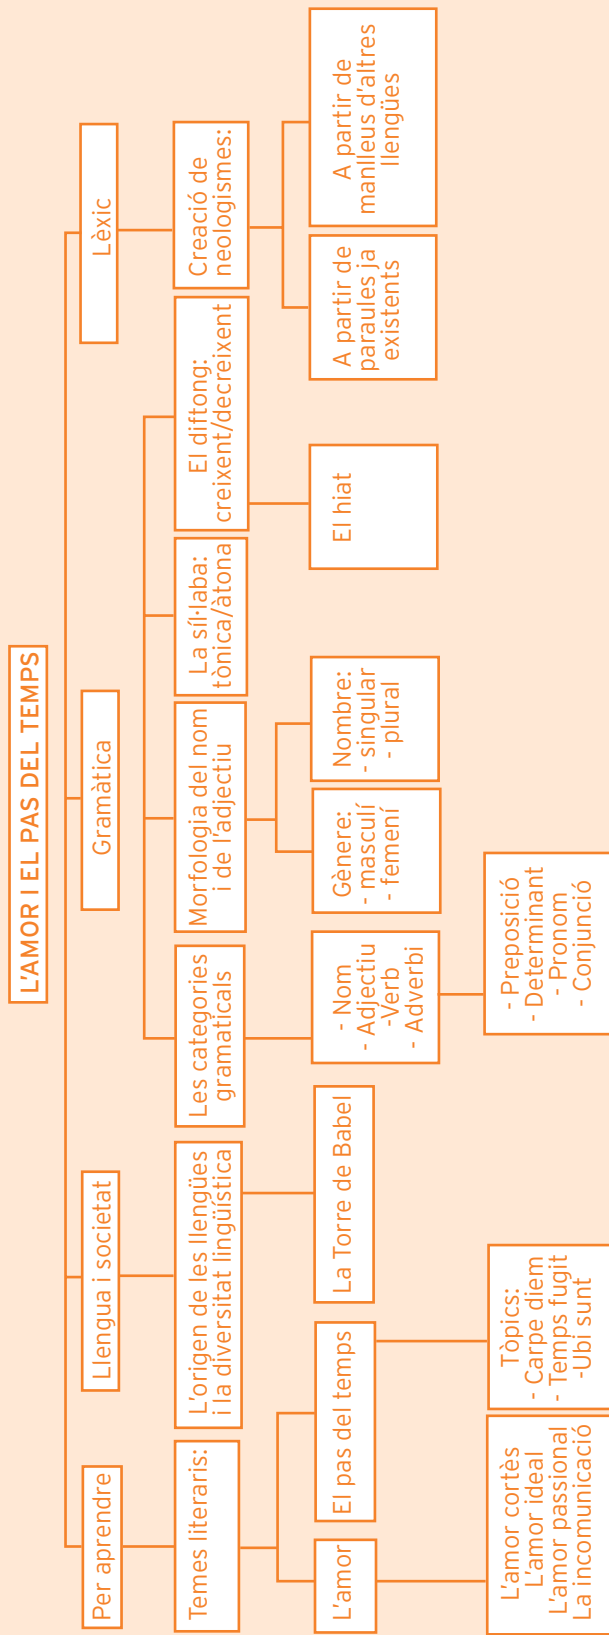 L'AMOR I EL PAS DEL TEMPS
Per aprendre
Llengua i societat
Gramàtica
Lèxic
Temes literaris:
L'origen de les llengües
i la diversitat lingüística
Les categories
gramaticals
Morfologia del nom
i de l'adjectiu
La síl·laba:
tònica/àtona
El diftong:
creixent/decreixent
Creació de
neologismes:
L'amor
El pas del temps
La Torre de Babel
- Nom
- Adjectiu
-Verb
- Adverbi
Gènere:
- masculí
- femení
Nombre:
- singular
- plural
El hiat
A partir de
paraules ja
existents
A partir de
manlleus d'altres
llengües
L'amor cortès
L'amor ideal
L'amor passional
La incomunicació
Tòpics:
- Carpe diem
- Temps fugit
-Ubi sunt
- Preposició
- Determinant
- Pronom
- Conjunció